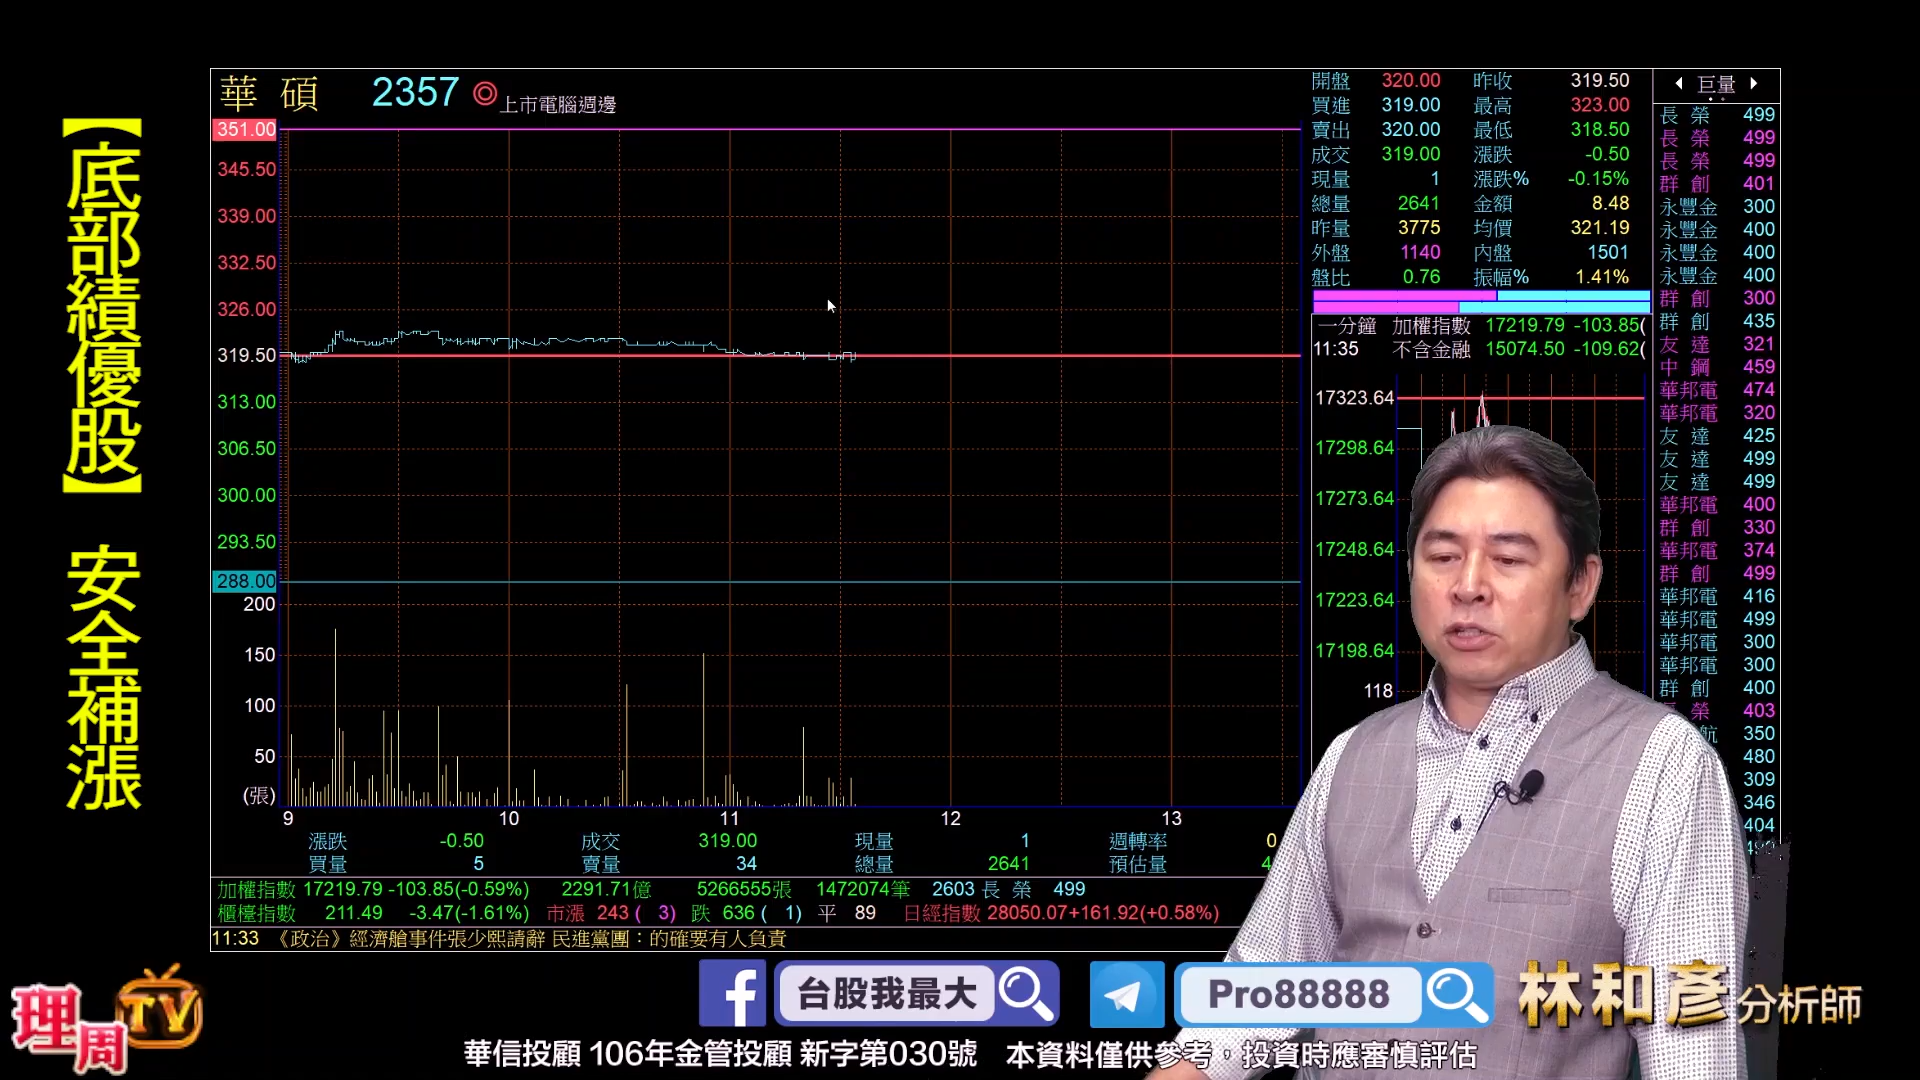 【底部績優股】 安全補漲
華 碩 2357 ◎ 上市電腦週邊
351.00
345.50
339.00
332.50
326.00
319.50
313.00
306.50
300.00
293.50
288.00
200
150
100
50
(張)
9 10 11 12 13
開盤 320.00 昨收 319.50
買進 319.00 最高 323.00
賣出 320.00 最低 318.50
成交 319.00 漲跌 -0.50
現量 1 漲跌% -0.15%
總量 2641 金額 8.48
昨量 3775 均價 321.19
外盤 1140 內盤 1501
盤比 0.76 振幅% 1.41%
一分鐘 加權指數 17219.79 -103.85(
11:35 不含金融 15074.50 -109.62(
17323.64
17298.64
17273.64
17248.64
17223.64
17198.64
118
巨量
長 榮 499
長 榮 499
長 榮 499
群 創 401
永豐金 300
永豐金 400
永豐金 400
永豐金 400
群 創 300
群 創 435
友 達 321
中 鋼 459
華邦電 474
華邦電 320
友 達 425
友 達 499
友 達 499
華邦電 400
群 創 330
華邦電 374
群 創 499
華邦電 416
華邦電 499
華邦電 300
華邦電 300
群 創 400
榮 403
航 350
480
309
346
404
漲跌 -0.50 成交 319.00 現量 1 週轉率 0
買量 5 賣量 34 總量 2641 預估量 4
加權指數 17219.79 -103.85(-0.59%) 2291.71億 5266555張 1472074筆 2603 長 榮 499
櫃檯指數 211.49 -3.47(-1.61%) 市漲 243 ( 3) 跌 636 ( 1) 平 89 日經指數 28050.07+161.92(+0.58%)
11:33 《政治》經濟艙事件張少熙請辭 民進黨團：的確要有人負責
理周TV
f 台股我最大 Pro88888 林和彥 分析師
華信投顧 106年金管投顧 新字第030號 本資料僅供參考，投資時應審慎評估